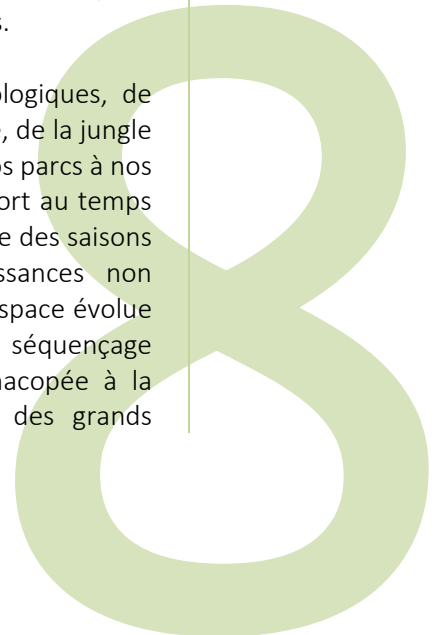 s.
ologiques, de
, de la jungle
os parcs à nos
ort au temps
e des saisons
ssances non
space évolue
séquençage
nacopée à la
des grands
8